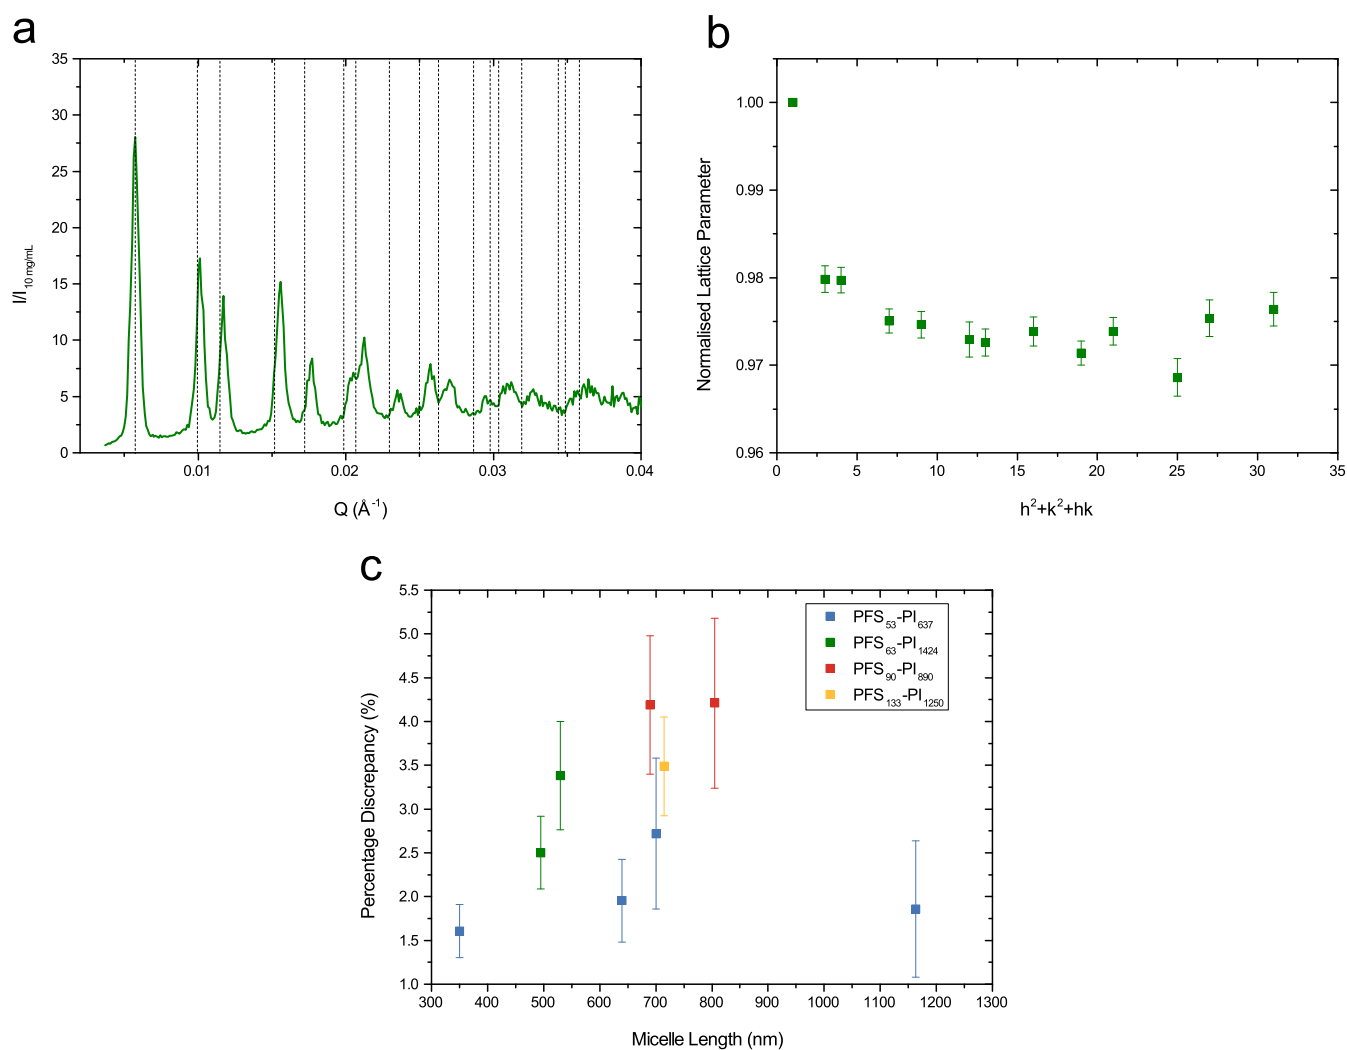 a
35
30
25
20
15
10
5
0
I/I10 mg/mL
0.01 0.02 0.03 0.04
Q (Å-1)
b
1.00
0.99
0.98
0.97
0.96
Normalised Lattice Parameter
0 5 10 15 20 25 30 35
h2+k2+hk
c
5.5
5.0
4.5
4.0
3.5
3.0
2.5
2.0
1.5
1.0
Percentage Discrepancy (%)
PFS53-PI637
PFS63-PI1424
PFS90-PI890
PFS133-PI1250
300 400 500 600 700 800 900 1000 1100 1200 1300
Micelle Length (nm)